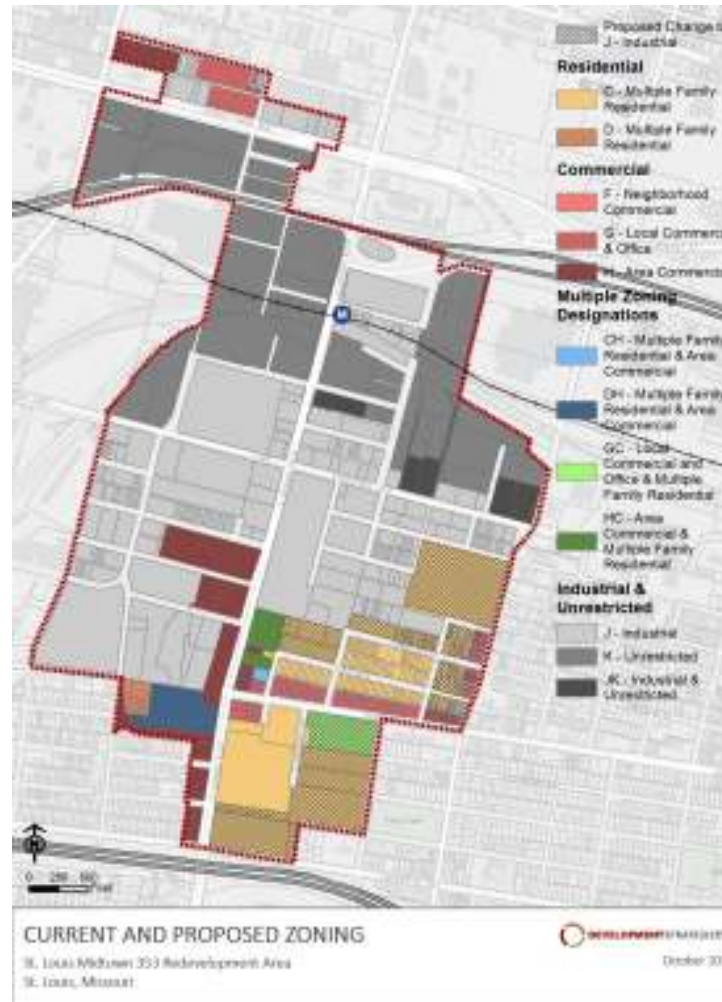 Proposed Change
J - Industrial
Residential
Multiple Family
Residential
D - Multiple Family
Residential
Commercial
F - Neighborhood
Commercial
G - Local
& Office
H - Area
Multiple Zoning
Designations
CH - Multiple Family
Residential & Area
Commercial
DH - Multiple Family
Residential & Area
Commercial
GC - Local
Commercial and
Office & Multiple
Family Residential
HC - Area
Commercial &
Multiple Family
Residential
Industrial &
Unrestricted
J - Industrial
K - Unrestricted
JK - Industrial &
Unrestricted
M
N
0
CURRENT AND PROPOSED ZONING
St. Louis Midtown 353 Redevelopment Area
St. Louis, Missouri
October